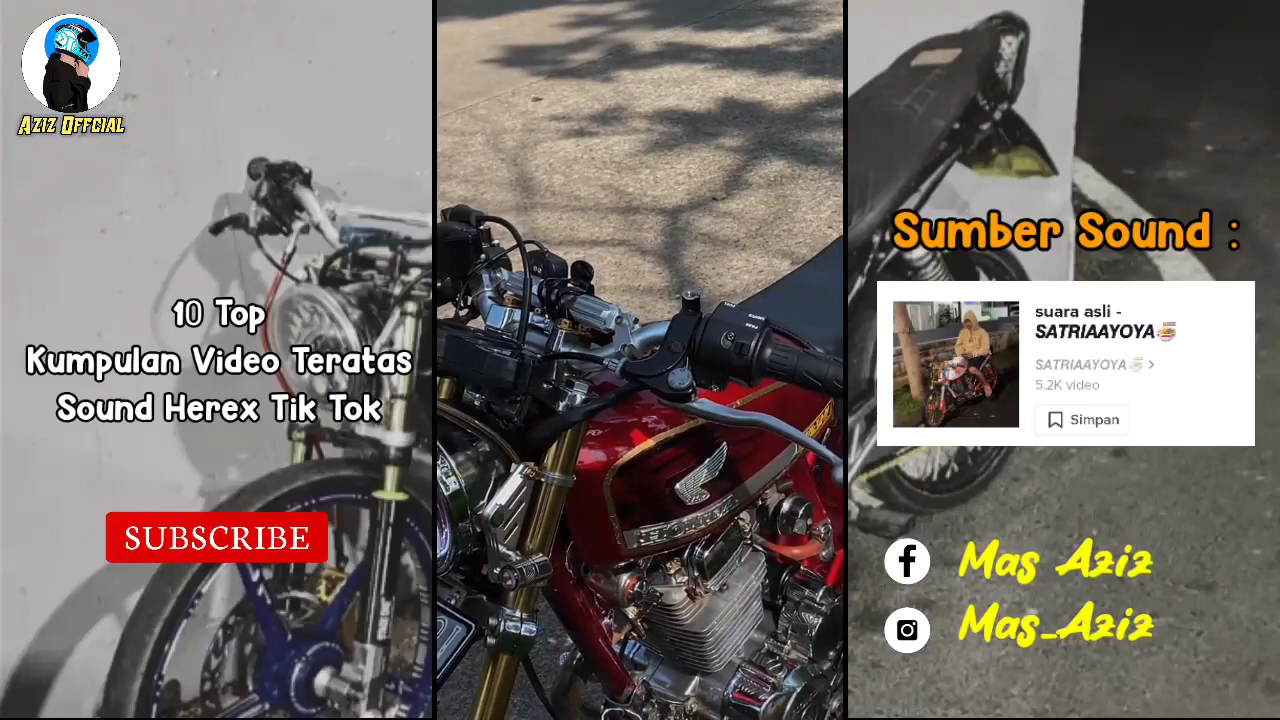 AZIZ OFFCIAL
10 Top
Kumpulan Video Teratas
Sound Herex Tik Tok
SUBSCRIBE
Sumber Sound :
suara asli -
SATRIAAYOYA🍜
SATRIAAYOYA🍜 >
5.2K video
Simpan
Mas Aziz
Mas_Aziz